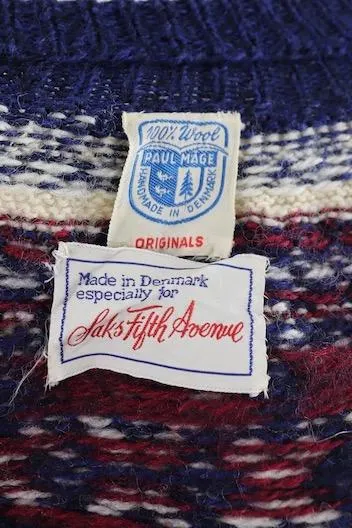 100% Wool
PAUL MAGE
HANDMADE IN DENMARK
ORIGINALS
Made in Denmark
especially for
Saks Fifth Avenue